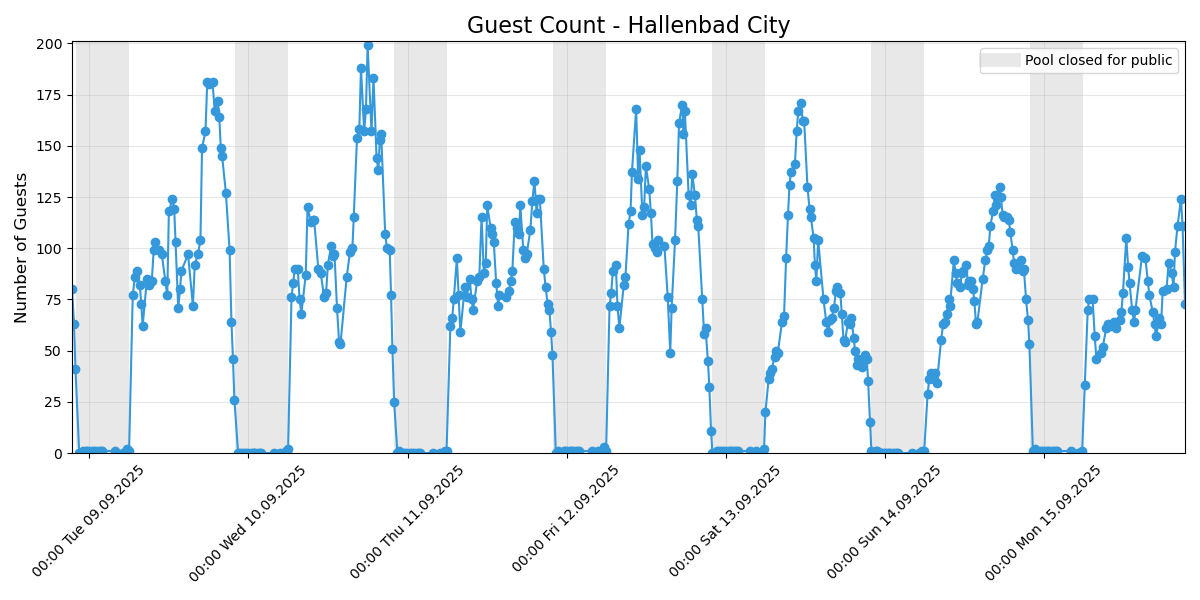 Guest Count - Hallenbad City
Pool closed for public
Number of Guests
200
175
150
125
100
75
50
25
0
00:00 Tue 09.09.2025
00:00 Wed 10.09.2025
00:00 Thu 11.09.2025
00:00 Fri 12.09.2025
00:00 Sat 13.09.2025
00:00 Sun 14.09.2025
00:00 Mon 15.09.2025